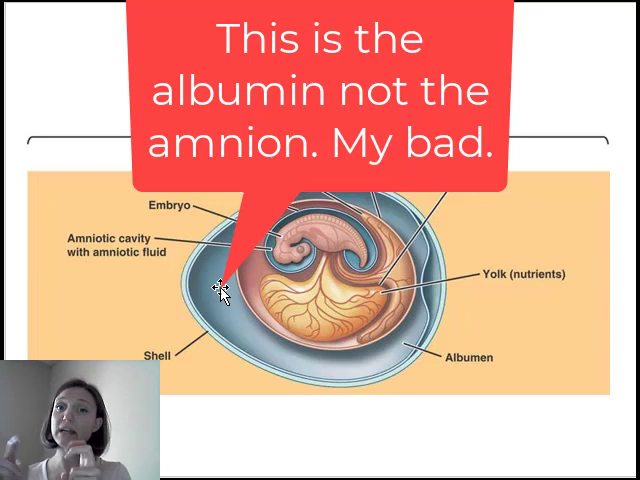 This is the
albumin not the
amnion. My bad.
Embryo
Amniotic cavity
with amniotic fluid
Yolk (nutrients)
Shell
Albumen